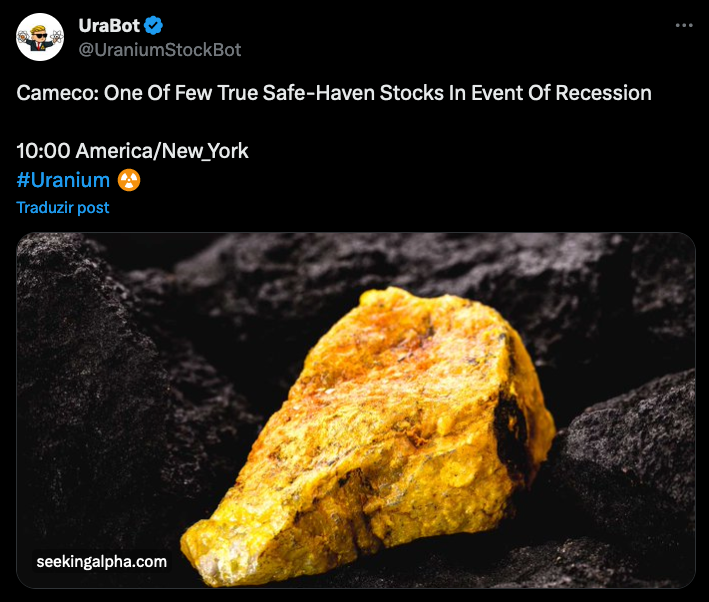 UraBot
@UraniumStockBot
Cameco: One Of Few True Safe-Haven Stocks In Event Of Recession
10:00 America/New_York
#Uranium ☢️
Traduzir post
seekingalpha.com